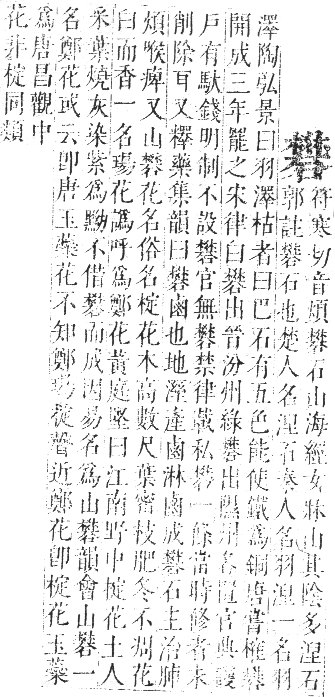 礬 符寒切音煩礬石山海經女牀山其陰多涅石
郭註礬石也楚人名涅石秦人名羽涅一名羽
澤陶弘景曰羽澤枯者曰巴石有五色能使鐵爲銅唐嘗榷礬
開成三年罷之宋律白礬出晉汾州綠礬出隰州各置官典護
戶有馱錢明制不設礬官無礬禁律載私礬一條當時修者未
削除耳又釋藥集韻曰礬鹵也地溼逢鹵淋鹵成礬石主治肺
煩喉痺又山礬花名俗名椗花木高數尺葉密枝肥冬不凋花
白而香一名瑒花譌呼爲鄭花黃庭堅曰江南野中椗花土人
采葉燒灰染紫爲黝不借礬而成因易名爲山礬韻會山礬一
名鄭花或云卽唐玉蘂花不知鄭瑒椗聲近鄭花卽椗花玉蘂
爲唐昌觀中
花非椗同類